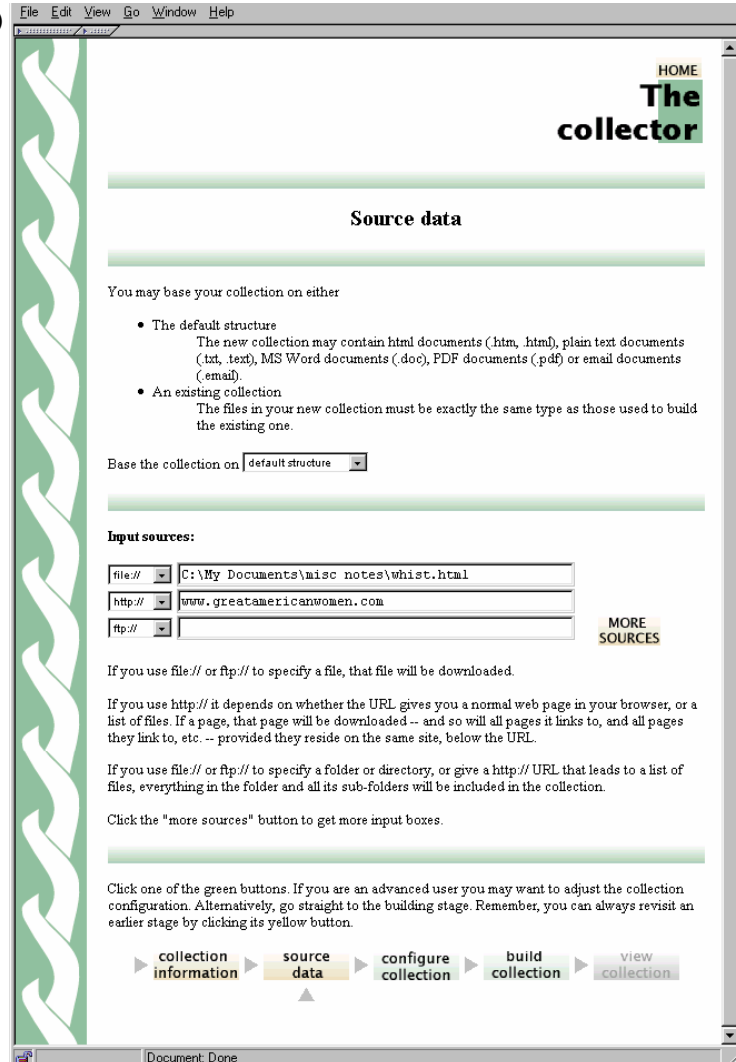 )
File Edit View Go Window Help
HOME
The
collector
Source data
You may base your collection on either
• The default structure
The new collection may contain html documents (.htm, .html), plain text documents
(.txt, .text), MS Word documents (.doc), PDF documents (.pdf) or email documents
(.email).
• An existing collection
The files in your new collection must be exactly the same type as those used to build
the existing one.
Base the collection on default structure
Input sources:
file:// C:\My Documents\misc notes\whist.html
http:// www.greatamericanwomen.com
ftp://
MORE
SOURCES
If you use file:// or ftp:// to specify a file, that file will be downloaded.
If you use http:// it depends on whether the URL gives you a normal web page in your browser, or a
list of files. If a page, that page will be downloaded -- and so will all pages it links to, and all pages
they link to, etc. -- provided they reside on the same site, below the URL.
If you use file:// or ftp:// to specify a folder or directory, or give a http:// URL that leads to a list of
files, everything in the folder and all its sub-folders will be included in the collection.
Click the "more sources" button to get more input boxes.
Click one of the green buttons. If you are an advanced user you may want to adjust the collection
configuration. Alternatively, go straight to the building stage. Remember, you can always revisit an
earlier stage by clicking its yellow button.
collection information
source data
configure collection
build collection
view collection
Document: Done